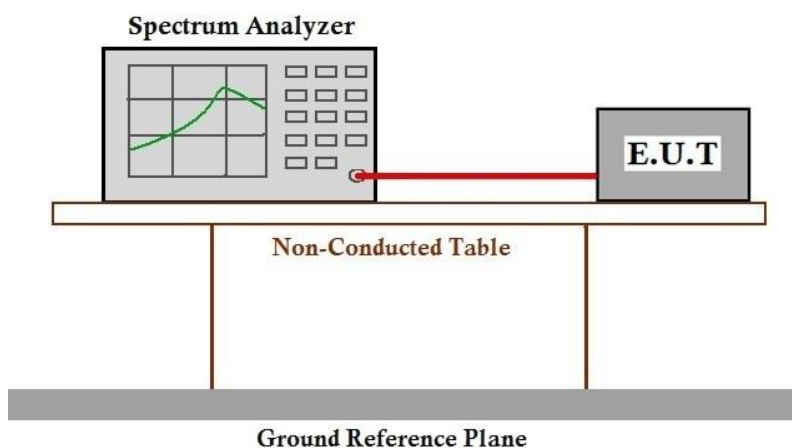 Spectrum Analyzer
E.U.T
Non-Conducted Table
Ground Reference Plane